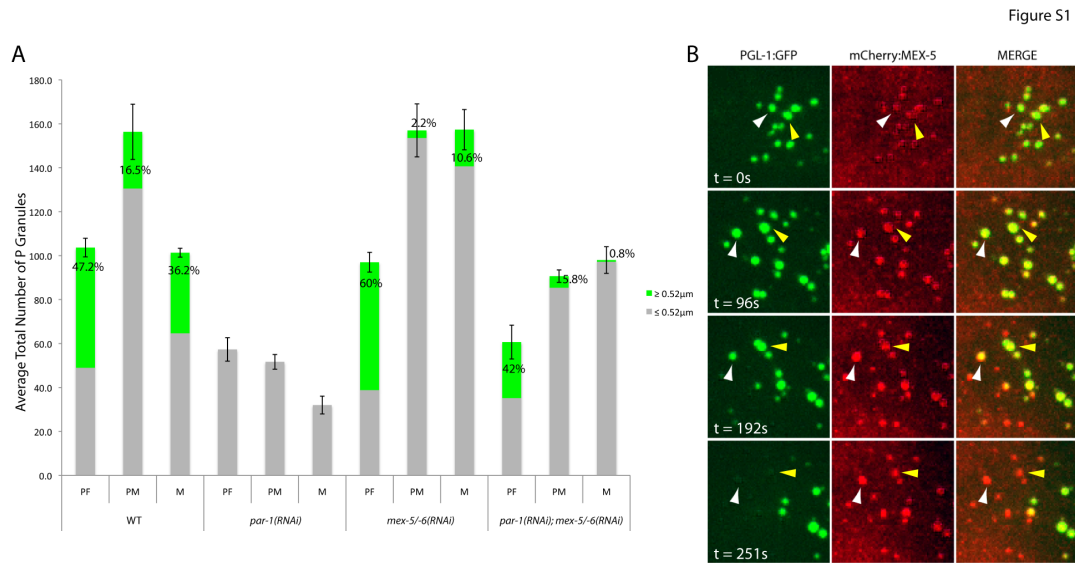 Figure S1
A
Average Total Number of P Granules
180.0
160.0
140.0
120.0
100.0
80.0
60.0
40.0
20.0
0.0
47.2%
16.5%
36.2%
60%
2.2%
10.6%
42%
5.8%
0.8%
PF PM M PF PM M PF PM M PF PM M
WT par-1(RNAi) mex-5/-6(RNAi) par-1(RNAi); mex-5/-6(RNAi)
≥ 0.52µm
≤ 0.52µm
B
PGL-1:GFP mCherry:MEX-5 MERGE
t = 0s
t = 96s
t = 192s
t = 251s